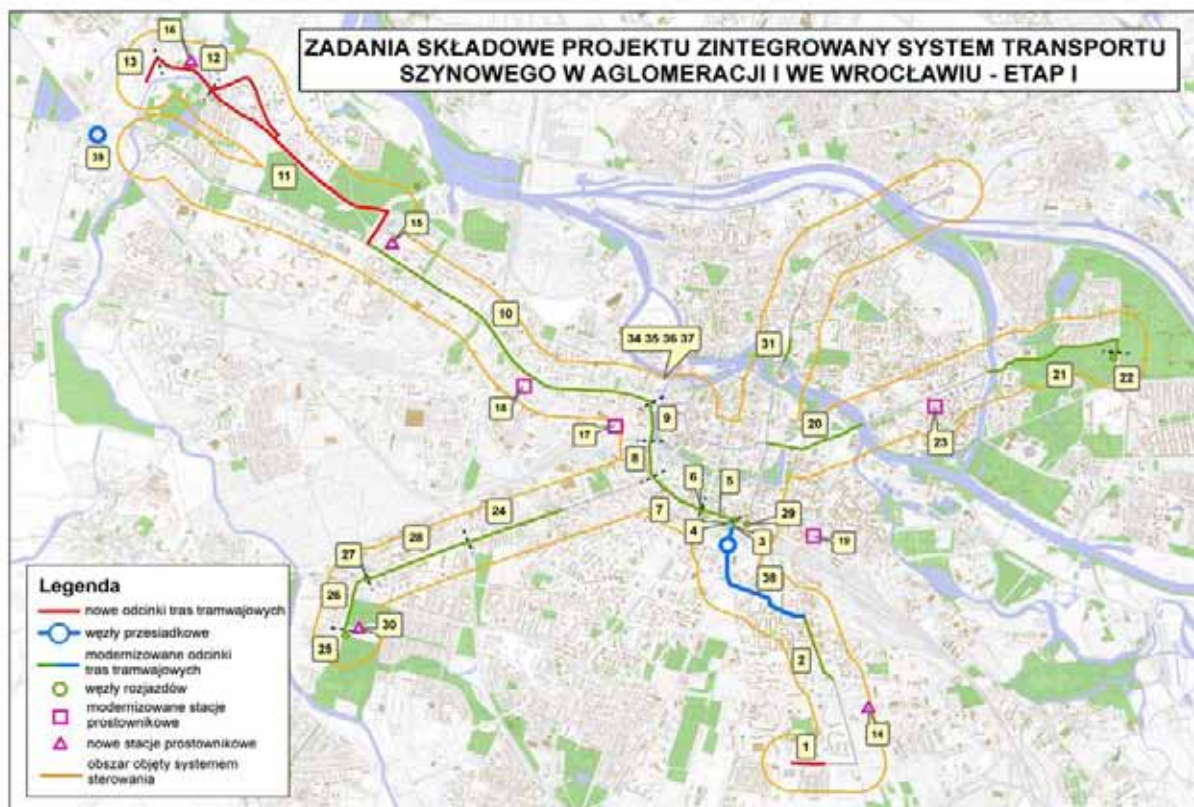 ZADANIA SKŁADOWE PROJEKTU ZINTEGROWANY SYSTEM TRANSPORTU
SZYNOWEGO W AGLOMERACJI I WE WROCŁAWIU - ETAP I
16
13
12
39
11
15
10
34 35 36 37
31
18
9
17
8
20
21
22
23
6
5
7
4
3
29
19
24
28
27
26
25
30
38
2
14
1
Legenda
nowe odcinki tras tramwajowych
węzły przesiadkowe
modernizowane odcinki
tras tramwajowych
węzły rozjazdów
modernizowane stacje
prostownikowe
nowe stacje prostownikowe
obszar objęty systemem
sterowania